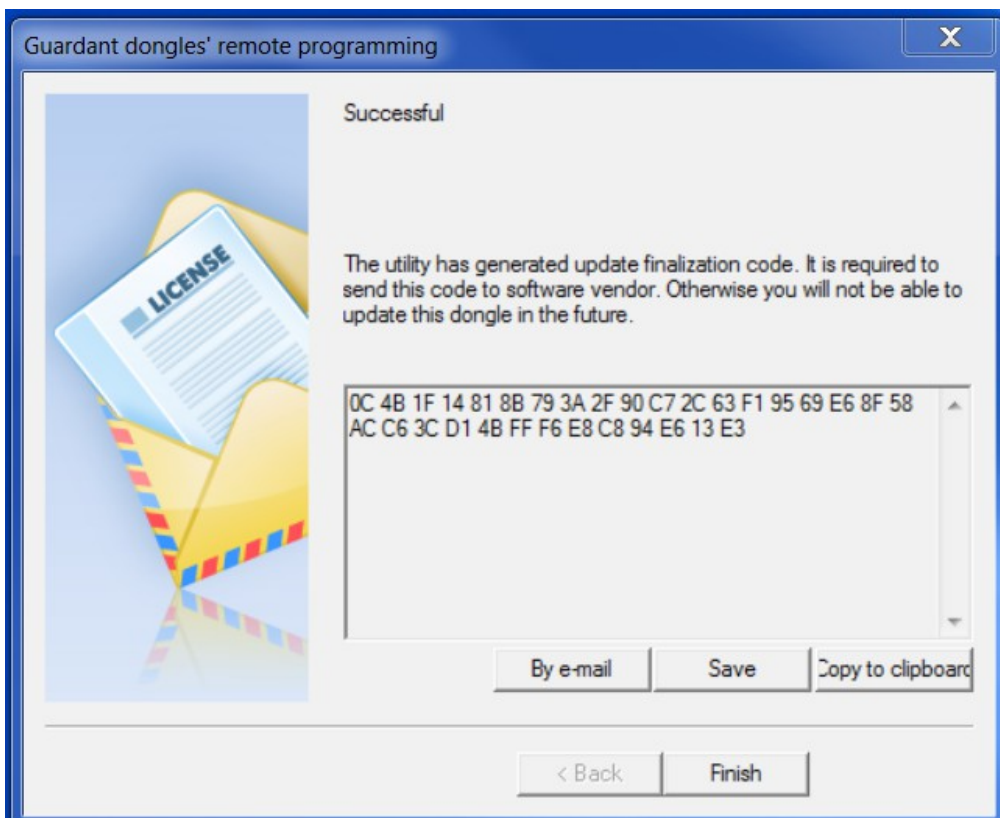 Guardant dongles' remote programming
X
Successful
LICENSE
The utility has generated update finalization code. It is required to
send this code to software vendor. Otherwise you will not be able to
update this dongle in the future.
0C 4B 1F 14 81 8B 79 3A 2F 90 C7 2C 63 F1 95 69 E6 8F 58
AC C6 3C D1 4B FF F6 E8 C8 94 E6 13 E3
By e-mail
Save
Copy to clipboard
< Back
Finish